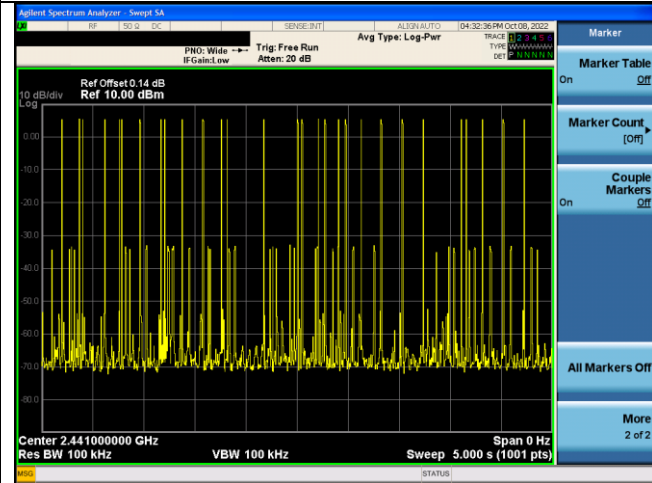 Agilent Spectrum Analyzer - Swept SA
RF 50 Ω DC SENSE:INT ALIGN AUTO 04:32:36PM Oct 08, 2022
Marker
Avg Type: Log-Pwr
TRACE 1 2 3 4 5 6
TYPE WWWWWW
DET P N N N N N
PNO: Wide
IFGain:Low
Trig: Free Run
Atten: 20 dB
Marker Table
On Off
Ref Offset 0.14 dB
10 dB/div Ref 10.00 dBm
Log
0.00
-10.0
-20.0
-30.0
-40.0
-50.0
-60.0
-70.0
-80.0
Marker Count
[Off]
Couple
Markers
On Off
All Markers Off
More
2 of 2
Center 2.441000000 GHz Span 0 Hz
Res BW 100 kHz VBW 100 kHz Sweep 5.000 s (1001 pts)
MSG STATUS